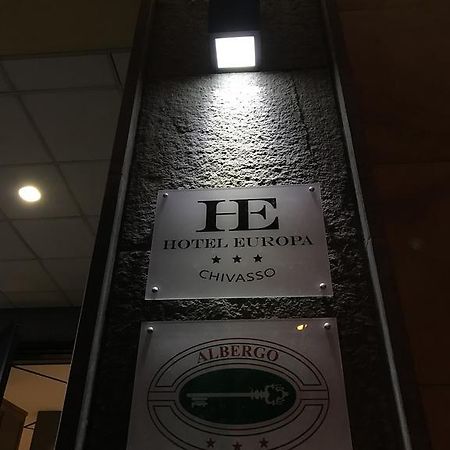 HE
HOTEL EUROPA
★ ★ ★
CHIVASSO
ALBERGO
★ ★ ★